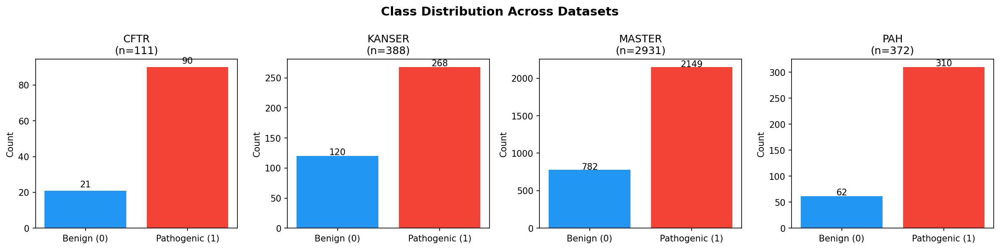 Class Distribution Across Datasets
CFTR
(n=111)
Count
80
60
40
20
0
90
21
Benign (0)
Pathogenic (1)
KANSER
(n=388)
Count
250
200
150
100
50
0
268
120
Benign (0)
Pathogenic (1)
MASTER
(n=2931)
Count
2000
1500
1000
500
0
2149
782
Benign (0)
Pathogenic (1)
PAH
(n=372)
Count
300
250
200
150
100
50
0
310
62
Benign (0)
Pathogenic (1)